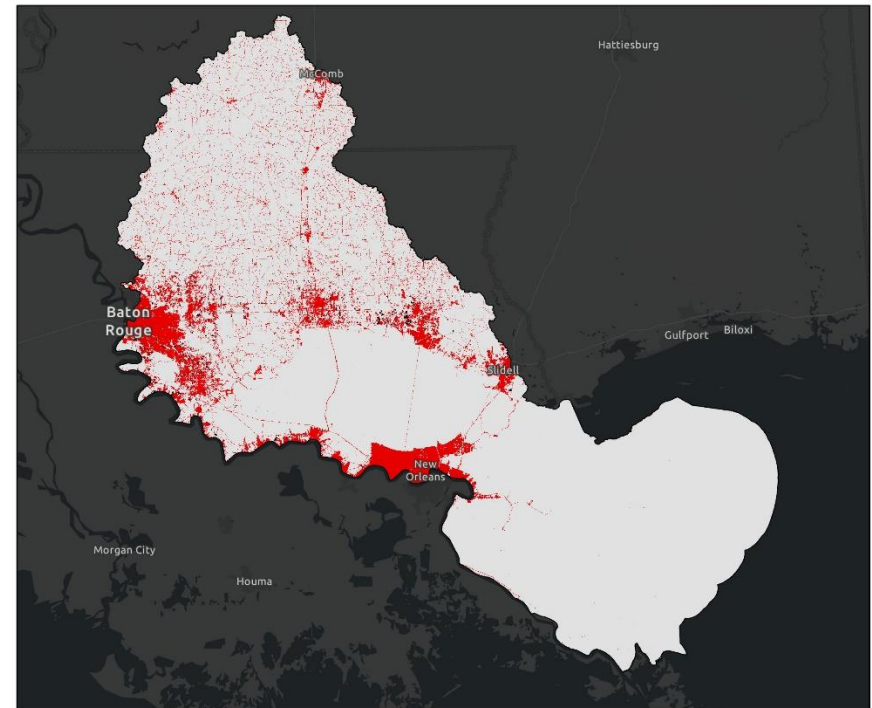 Hattiesburg
McComb
Baton
Rouge
Gulfport
Biloxi
Slidell
New
Orleans
Morgan City
Houma